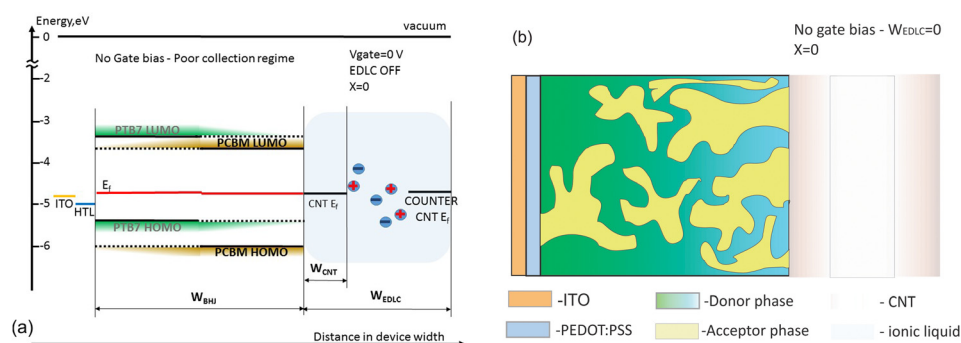 Energy,eV
vacuum
0
No Gate bias - Poor collection regime
Vgate=0 V
EDLC OFF
X=0
-2
-3
-4
-5
-6
PTB7 LUMO
PCBM LUMO
Ef
ITO
HTL
CNT Ef
COUNTER
CNT Ef
PTB7 HOMO
PCBM HOMO
WCNT
WBHJ
WEDLC
(a)
Distance in device width
(b)
No gate bias - WEDLC=0
X=0
-ITO
-Donor phase
- CNT
-PEDOT:PSS
-Acceptor phase
- ionic liquid